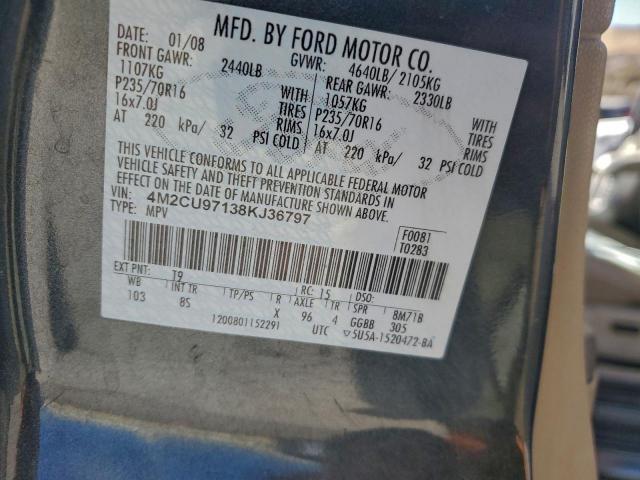 MFD. BY FORD MOTOR CO.
01/08 GVWR: 4640LB/2105KG
FRONT GAWR: 2440LB REAR GAWR: 2330LB
1107KG WITH 1057KG WITH
P235/70R16 TIRES P235/70R16 TIRES
16x7.0J RIMS 16x7.0J RIMS
AT 220 kPa/ 32 PSI COLD AT 220 kPa/ 32 PSI COLD
THIS VEHICLE CONFORMS TO ALL APPLICABLE FEDERAL MOTOR
VEHICLE SAFETY AND THEFT PREVENTION STANDARDS IN
EFFECT ON THE DATE OF MANUFACTURE SHOWN ABOVE.
VIN: 4M2CU97138KJ36797 F0081
TYPE: MPV T0283
EXT PNT: T9 RC: 15 DSO:
WB INT TR TP/PS R AXLE TR SPR BM71B
103 8S X 96 4 GGBB 305
1200801152291 UTC 5U5A-1520472-BA